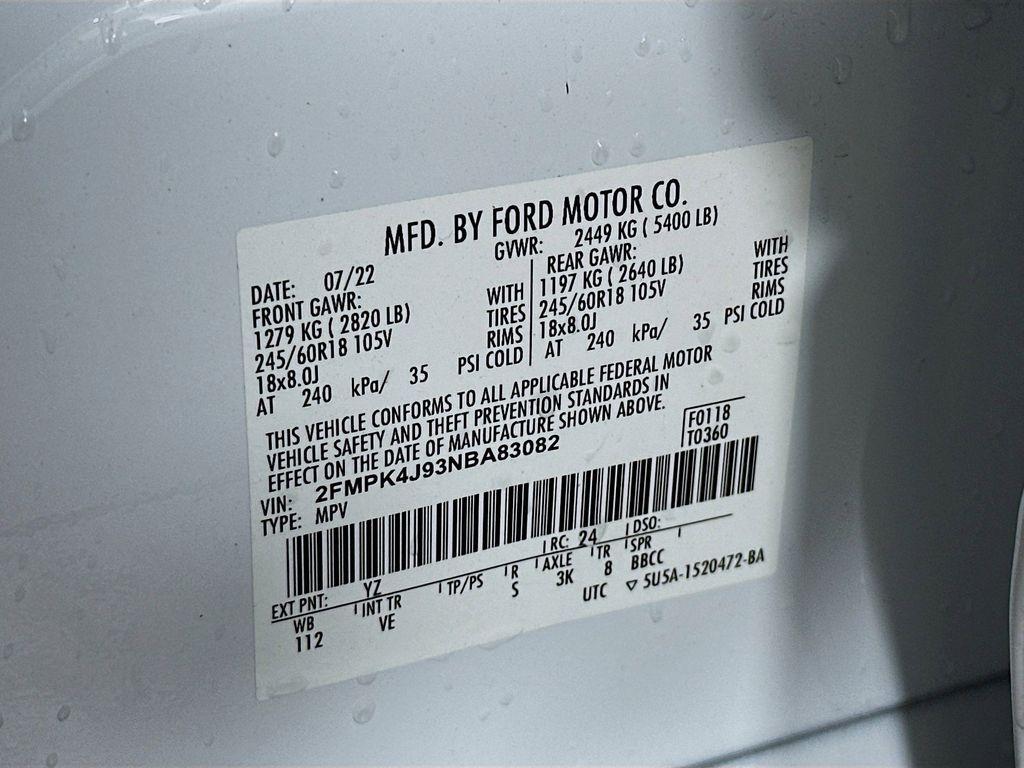 MFD. BY FORD MOTOR CO.
DATE: 07/22
GVWR: 2449 KG ( 5400 LB)
FRONT GAWR:
1279 KG ( 2820 LB) WITH
245/60R18 105V TIRES
18x8.0J RIMS
AT 240 kPa/ 35 PSI COLD
REAR GAWR:
1197 KG ( 2640 LB) WITH
245/60R18 105V TIRES
18x8.0J RIMS
AT 240 kPa/ 35 PSI COLD
THIS VEHICLE CONFORMS TO ALL APPLICABLE FEDERAL MOTOR
VEHICLE SAFETY AND THEFT PREVENTION STANDARDS IN
EFFECT ON THE DATE OF MANUFACTURE SHOWN ABOVE.
VIN: 2FMPK4J93NBA83082
TYPE: MPV
F0118
T0360
EXT PNT: YZ RC: 24 DSO:
WB INT TR TP/PS R AXLE TR SPR
112 VE S 3K 8 BBCC
UTC ▽ 5U5A-1520472-BA